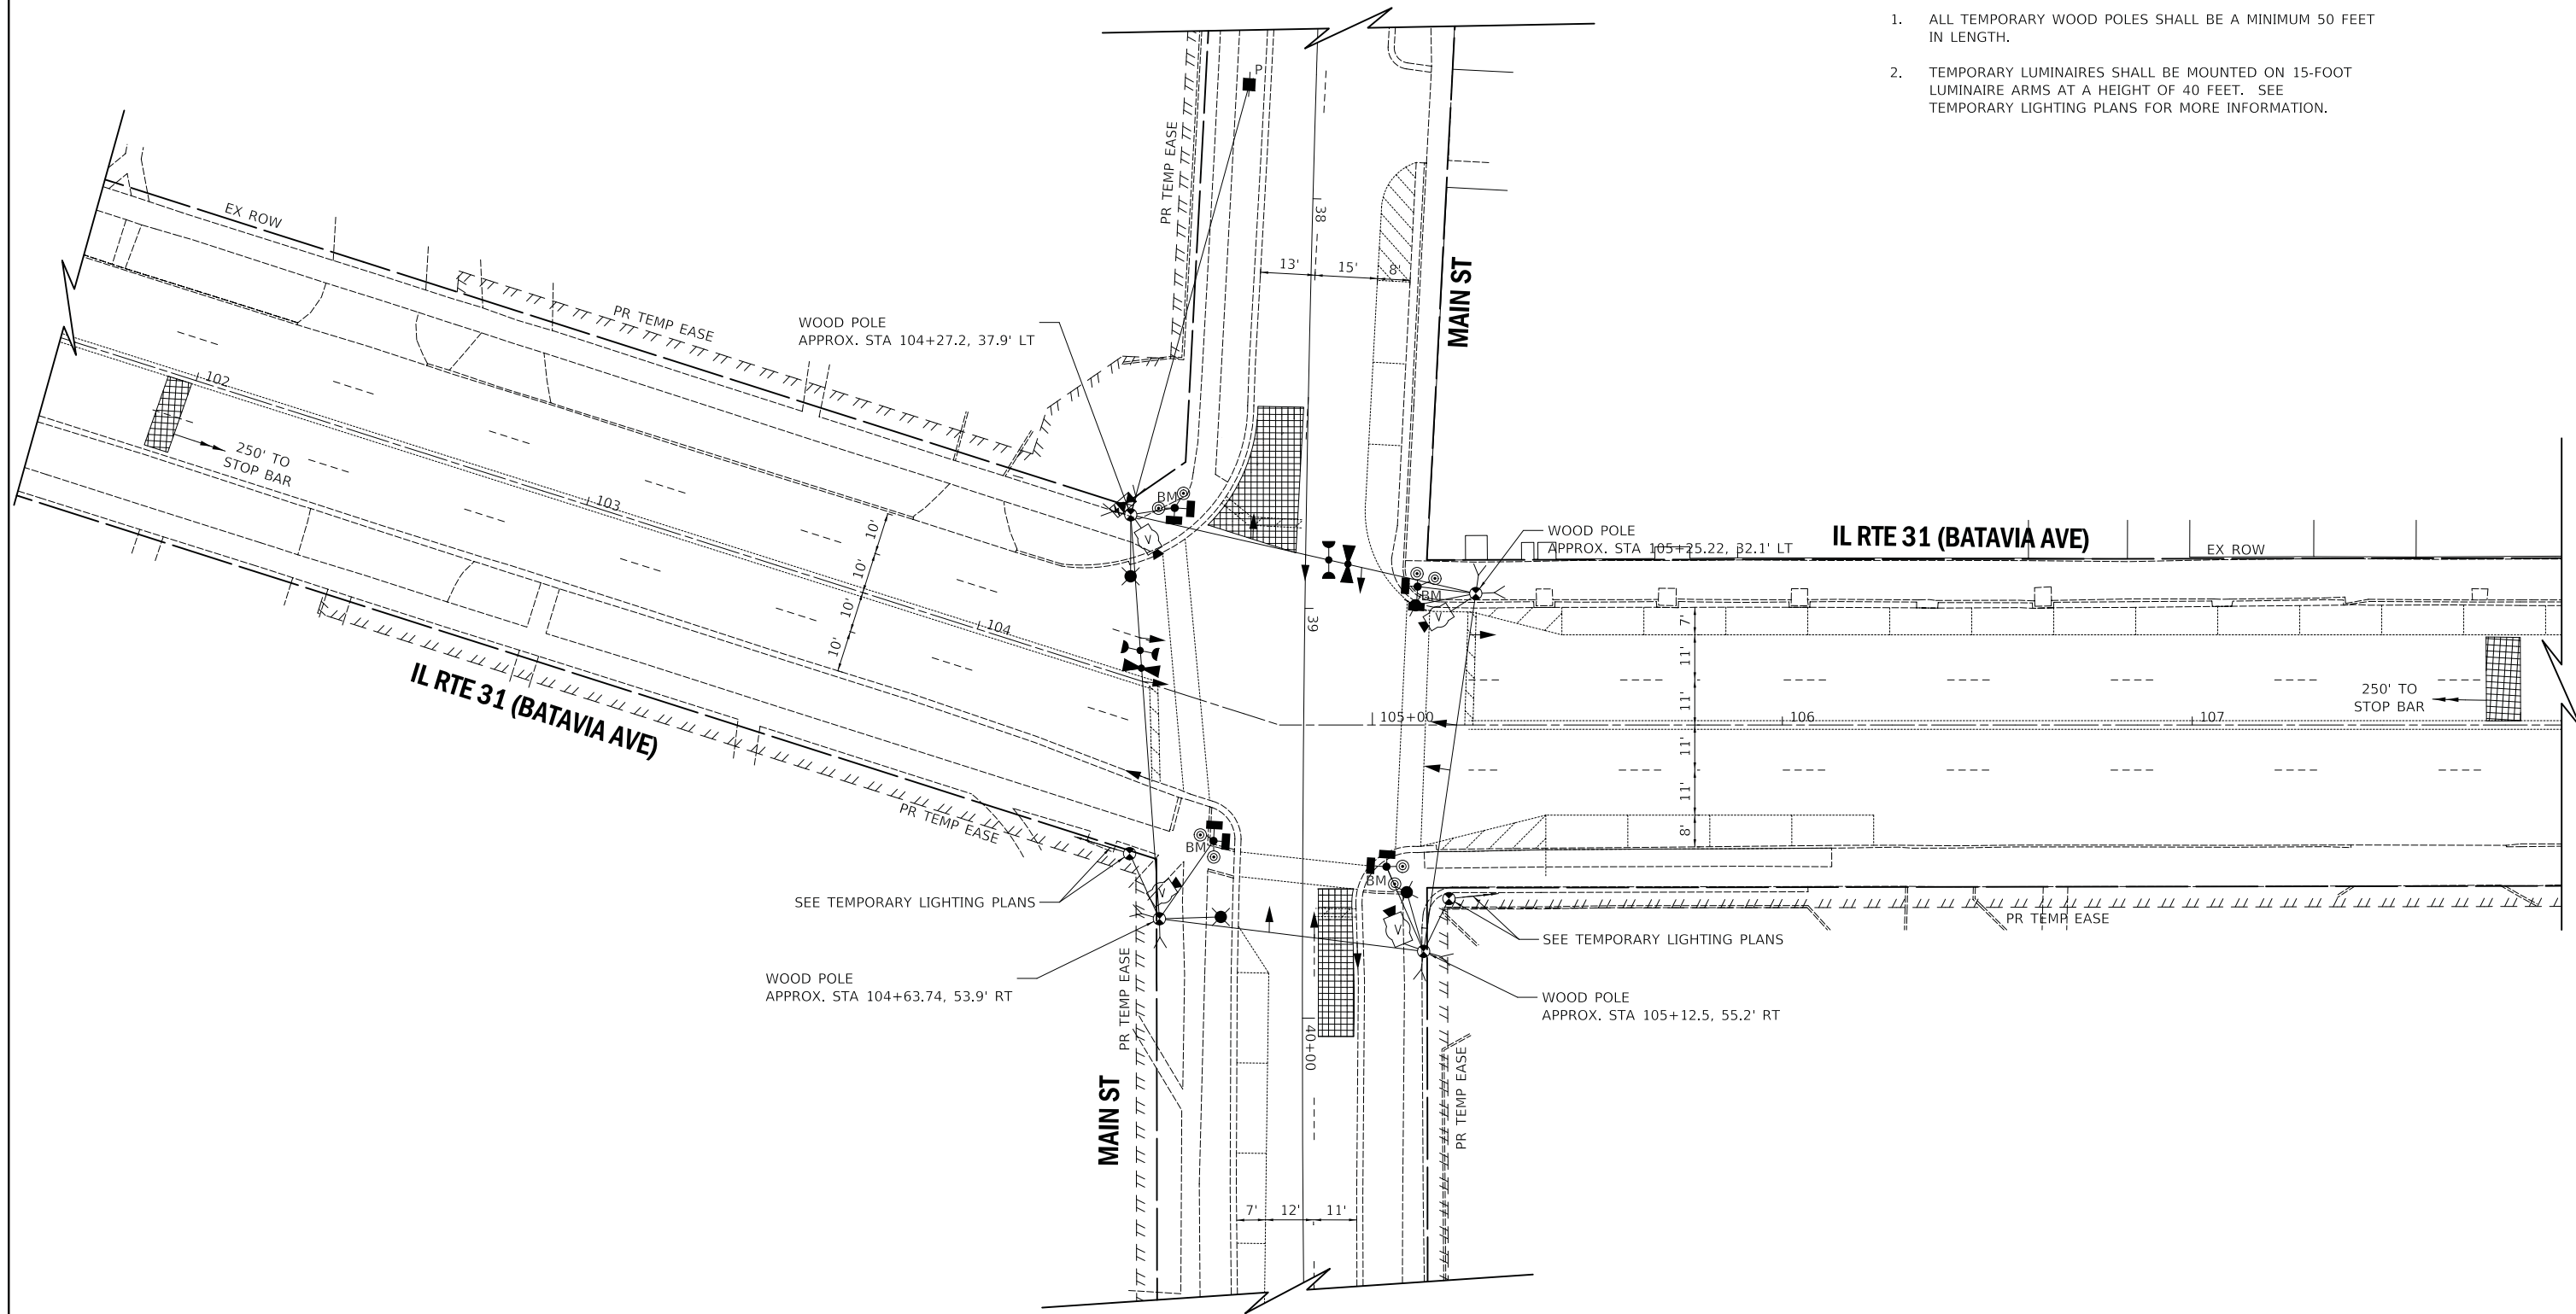 1. ALL TEMPORARY WOOD POLES SHALL BE A MINIMUM 50 FEET
IN LENGTH.
2. TEMPORARY LUMINAIRES SHALL BE MOUNTED ON 15-FOOT
LUMINAIRE ARMS AT A HEIGHT OF 40 FEET. SEE
TEMPORARY LIGHTING PLANS FOR MORE INFORMATION.
P
PR TEMP EASE
EX ROW
38
13'
15'
8'
MAIN ST
PR TEMP EASE
WOOD POLE
APPROX. STA 104+27.2, 37.9' LT
102
250' TO
STOP BAR
103
10'
10'
10'
10'
104
BM
V
WOOD POLE
APPROX. STA 105+25.22, 32.1' LT
IL RTE 31 (BATAVIA AVE)
EX ROW
BM
V
39
7'
11'
11'
11'
11'
8'
105+00
106
107
250' TO
STOP BAR
IL RTE 31 (BATAVIA AVE)
PR TEMP EASE
BM
V
BM
V
SEE TEMPORARY LIGHTING PLANS
SEE TEMPORARY LIGHTING PLANS
PR TEMP EASE
WOOD POLE
APPROX. STA 104+63.74, 53.9' RT
WOOD POLE
APPROX. STA 105+12.5, 55.2' RT
PR TEMP EASE
40+00
PR TEMP EASE
MAIN ST
7'
12'
11'